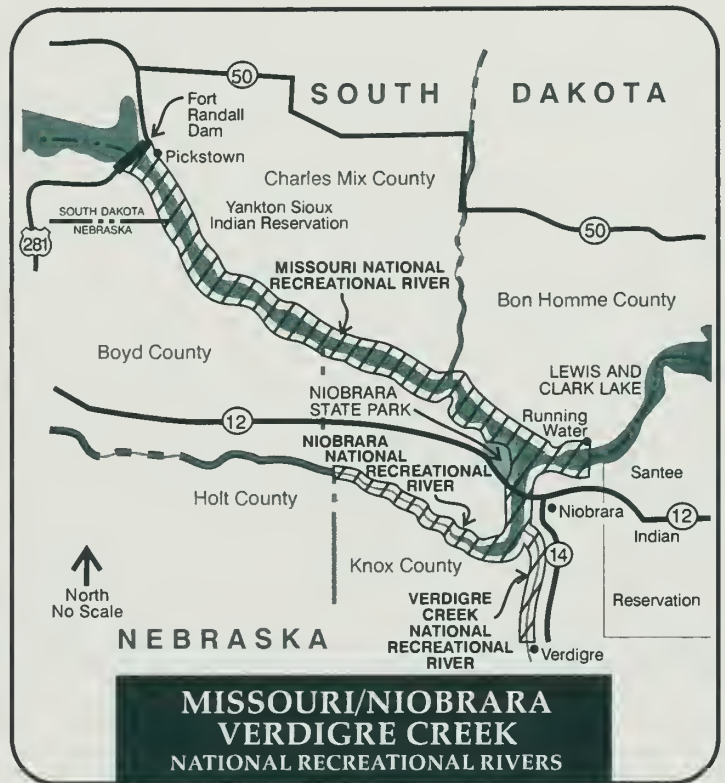 50
SOUTH DAKOTA
Fort
Randall
Dam
Pickstown
Charles Mix County
SOUTH DAKOTA
NEBRASKA
Yankton Sioux
Indian Reservation
281
50
MISSOURI NATIONAL
RECREATIONAL RIVER
Bon Homme County
Boyd County
LEWIS AND
CLARK LAKE
NIOBRARA
STATE PARK
Running
Water
12
NIOBRARA
NATIONAL
RECREATIONAL
RIVER
Santee
Holt County
Niobrara
12
Indian
14
Knox County
North
No Scale
Reservation
VERDIGRE
CREEK
NATIONAL
RECREATIONAL
RIVER
NEBRASKA
Verdigre
MISSOURI/NIOBRARA
VERDIGRE CREEK
NATIONAL RECREATIONAL RIVERS